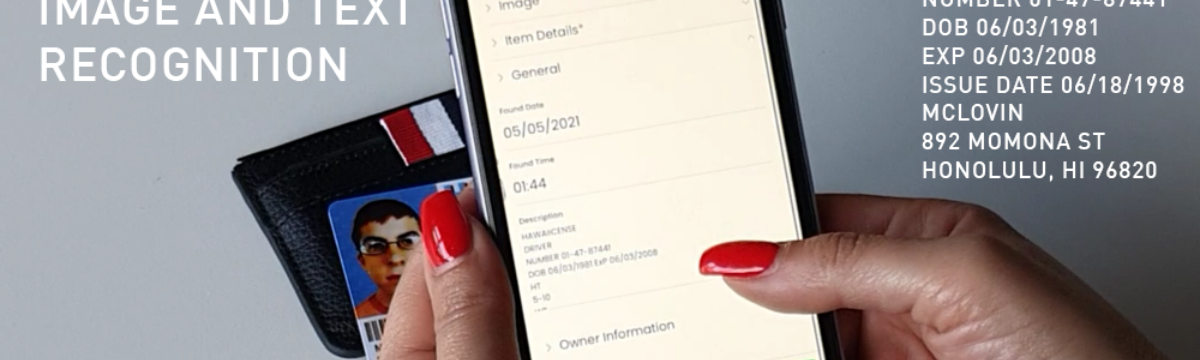 IMAGE AND TEXT
RECOGNITION
Image
Item Details*
General
Found Date
05/05/2021
Found Time
01:44
Description
HAWAIICENSE
DRIVER
NUMBER 01-47-87441
DOB 06/03/1981 ExP 06/03/2008
HT
5-10
Owner Information
NUMBER 01-47-87441
DOB 06/03/1981
EXP 06/03/2008
ISSUE DATE 06/18/1998
MCLOVIN
892 MOMONA ST
HONOLULU, HI 96820